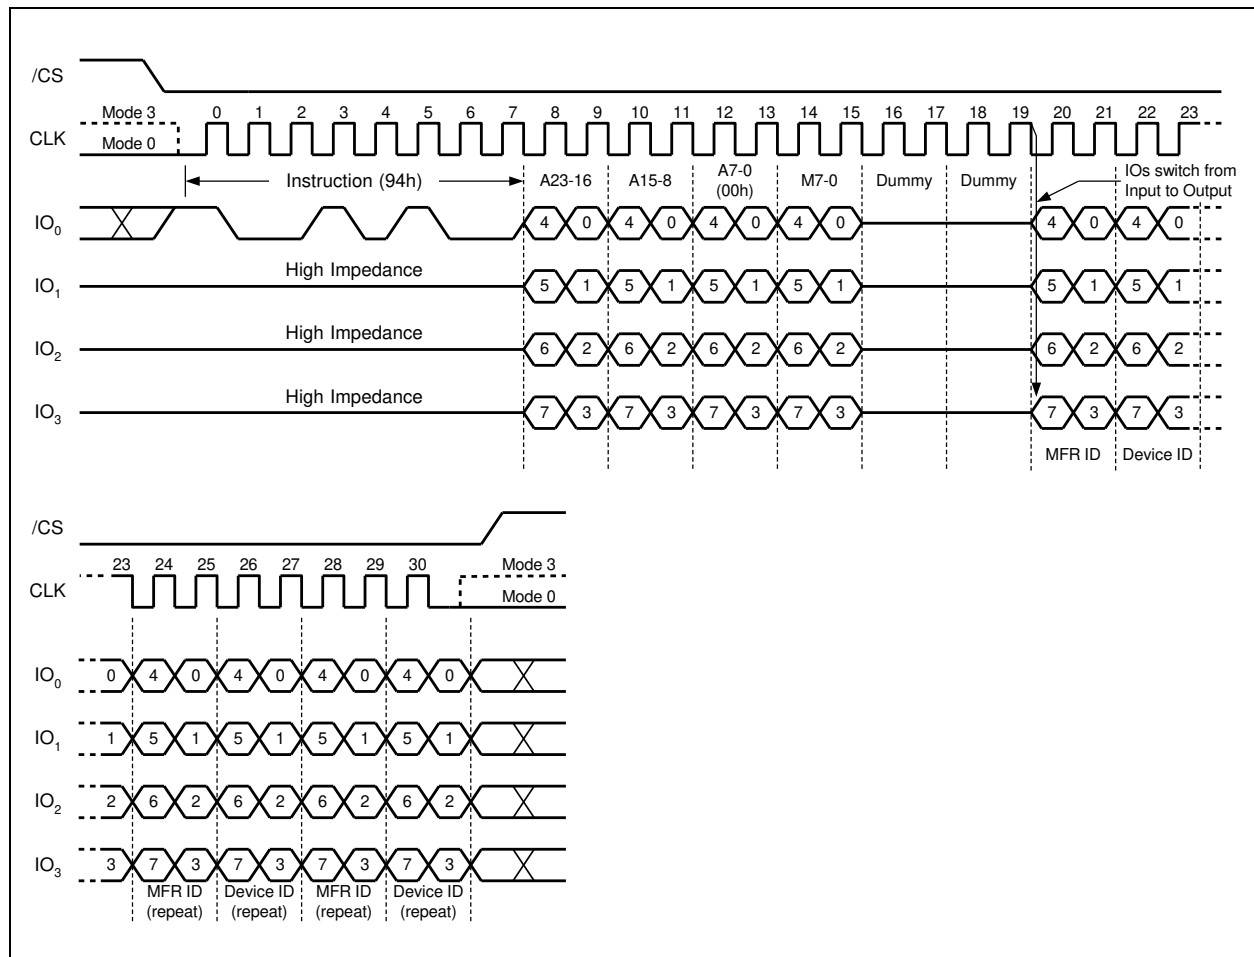 /CS
Mode 3 0 1 2 3 4 5 6 7 8 9 10 11 12 13 14 15 16 17 18 19 20 21 22 23
CLK
Mode 0
Instruction (94h) A23-16 A15-8 A7-0 M7-0 Dummy Dummy IOs switch from
(00h) Input to Output
IO0 4 0 4 0 4 0 4 0 4 0 4 0
High Impedance
IO1 5 1 5 1 5 1 5 1 5 1 5 1
High Impedance
IO2 6 2 6 2 6 2 6 2 6 2 6 2
High Impedance
IO3 7 3 7 3 7 3 7 3 7 3 7 3
MFR ID Device ID
/CS
23 24 25 26 27 28 29 30 Mode 3
CLK
Mode 0
IO0 0 4 0 4 0 4 0 4 0
IO1 1 5 1 5 1 5 1 5 1
IO2 2 6 2 6 2 6 2 6 2
IO3 3 7 3 7 3 7 3 7 3
MFR ID Device ID MFR ID Device ID
(repeat) (repeat) (repeat) (repeat)